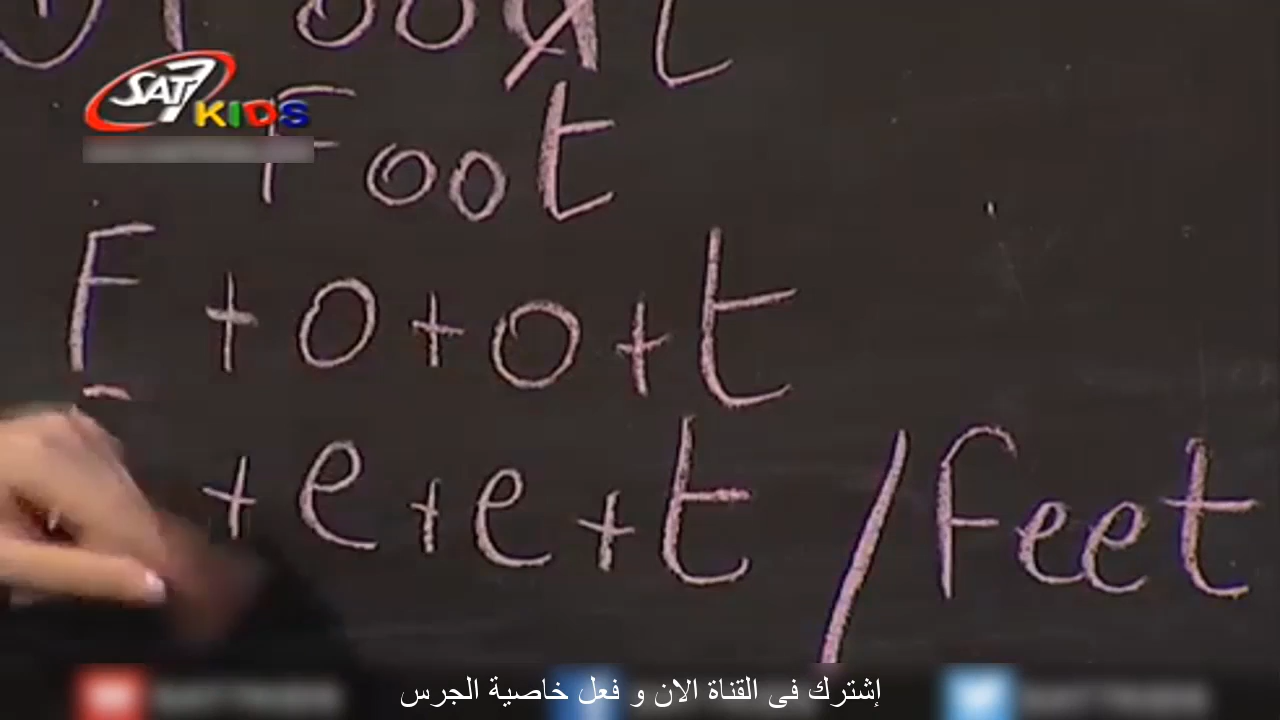 SAT7 KIDS
Foot
F + o + o + t
+ e + e + t / Feet
إشترك فى القناة الان و فعل خاصية الجرس